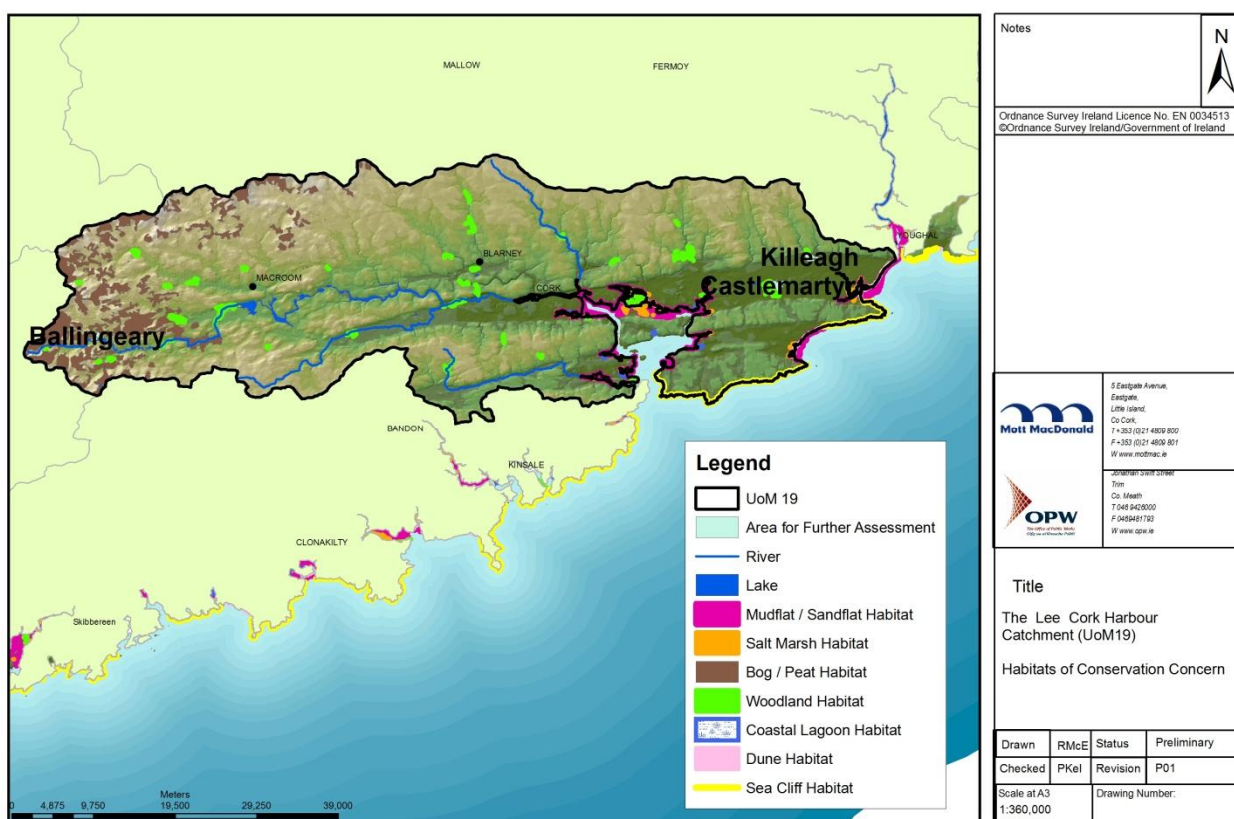 MALLOW
FERMOY
YOUGHAL
Killeagh
Castlemartyr
BLARNEY
MACROOM
CORK
Ballingeary
BANDON
KINSALE
CLONAKILTY
Skibbereen
Meters
0 4,875 9,750 19,500 29,250 39,000
Legend
UoM 19
Area for Further Assessment
River
Lake
Mudflat / Sandflat Habitat
Salt Marsh Habitat
Bog / Peat Habitat
Woodland Habitat
Coastal Lagoon Habitat
Dune Habitat
Sea Cliff Habitat
Notes
N
Ordnance Survey Ireland Licence No. EN 0034513
©Ordnance Survey Ireland/Government of Ireland
Mott MacDonald
5 Eastgate Avenue,
Eastgate,
Little Island,
Co Cork,
T +353 (0)21 4809 800
F +353 (0)21 4809 801
W www.mottmac.ie
OPW
The Office of Public Works
Jonathan Swift Street
Trim
Co. Meath
T 046 9426000
F 0469481793
W www.opw.ie
Title
The Lee Cork Harbour
Catchment (UoM19)
Habitats of Conservation Concern
Drawn RMcE Status Preliminary
Checked PKel Revision P01
Scale at A3 Drawing Number:
1:360,000